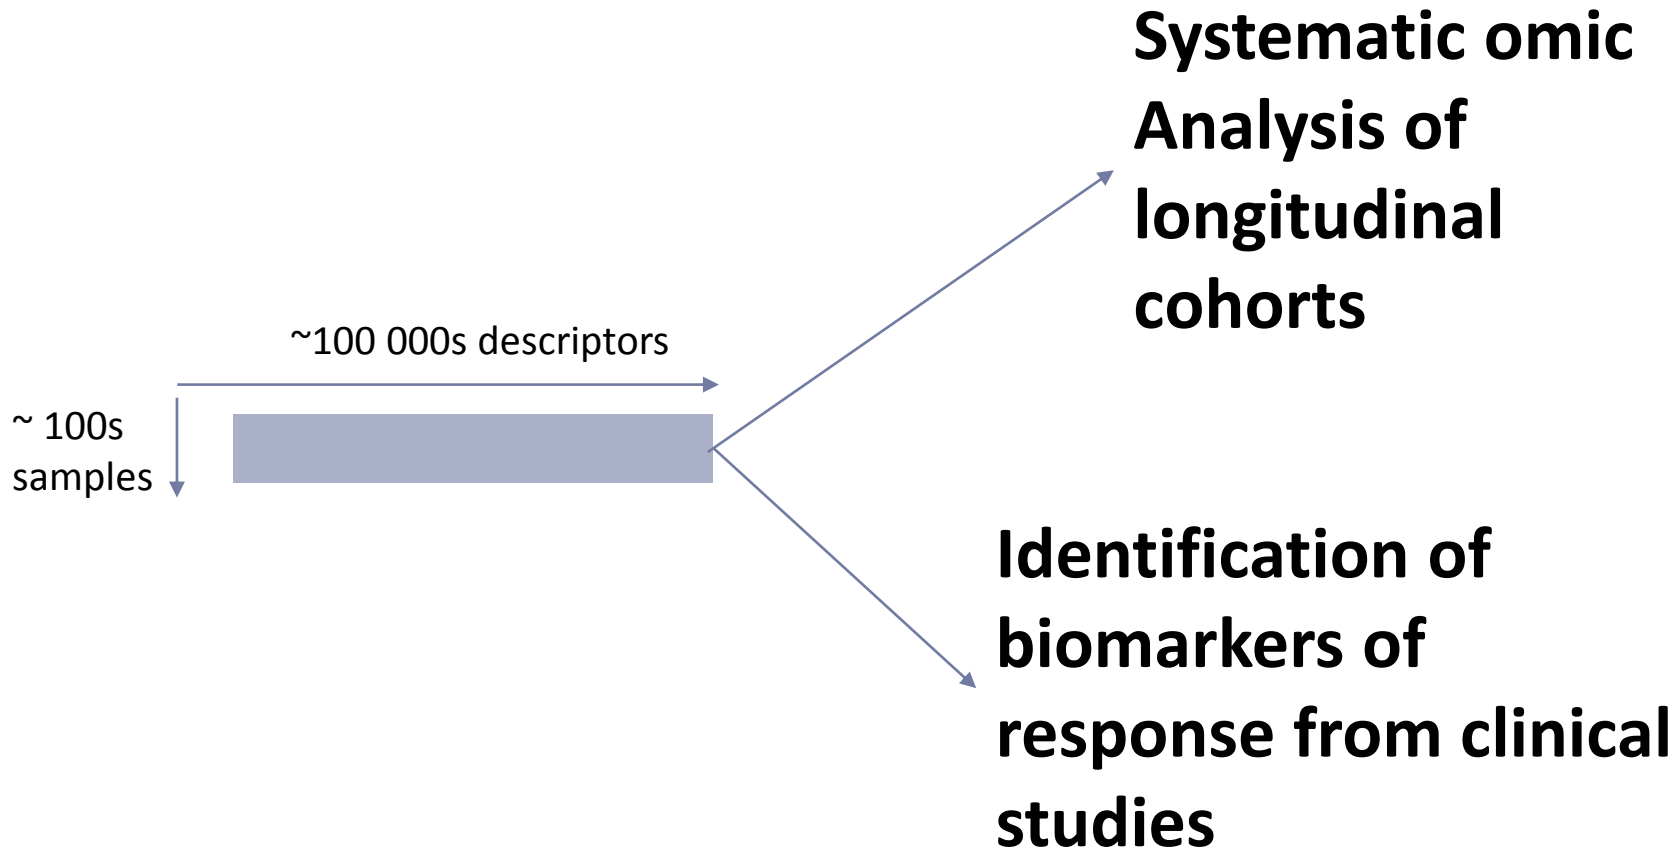 Systematic omic
Analysis of
longitudinal
cohorts
~100 000s descriptors
~ 100s
samples
Identification of
biomarkers of
response from clinical
studies